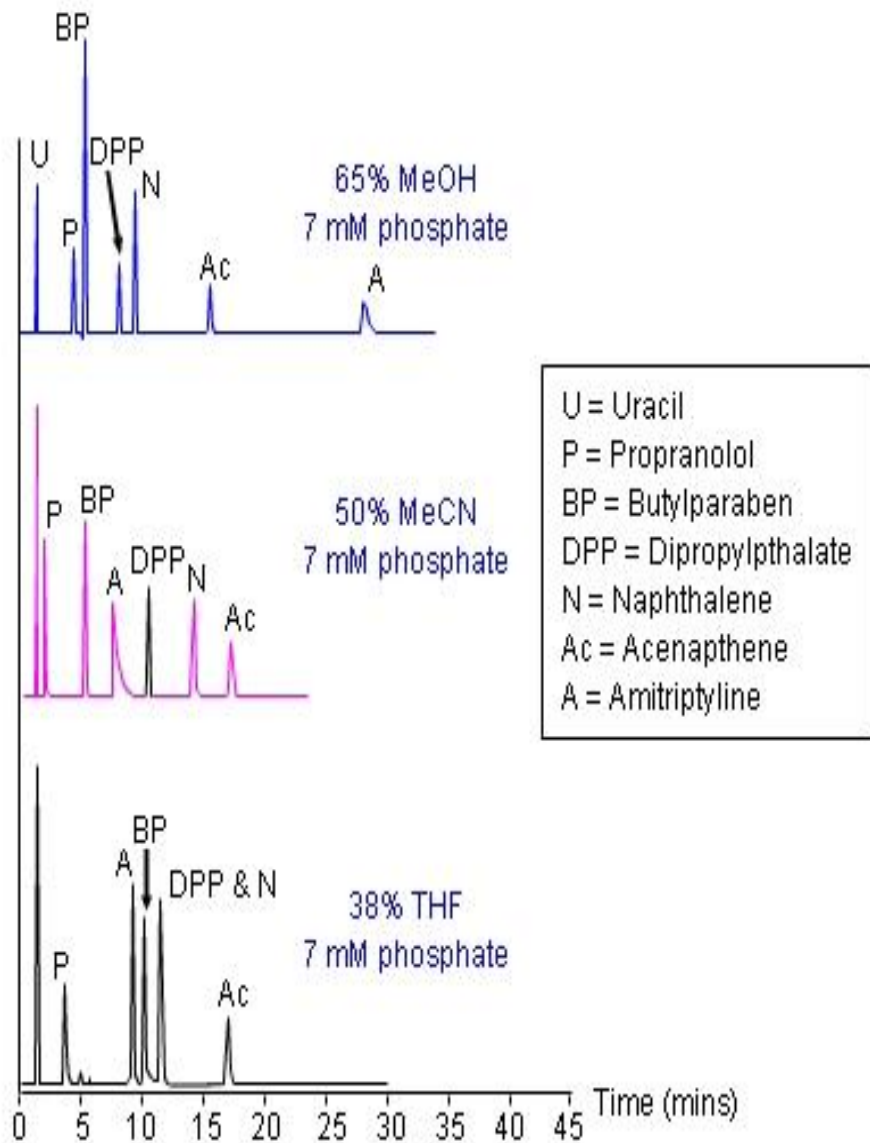 BP
U
DPP
N
P
Ac
A
65% MeOH
7 mM phosphate
P
BP
A
DPP
N
Ac
50% MeCN
7 mM phosphate
U = Uracil
P = Propranolol
BP = Butylparaben
DPP = Dipropylpthalate
N = Naphthalene
Ac = Acenapthene
A = Amitriptyline
P
A
BP
DPP & N
Ac
38% THF
7 mM phosphate
0 5 10 15 20 25 30 35 40 45 Time (mins)